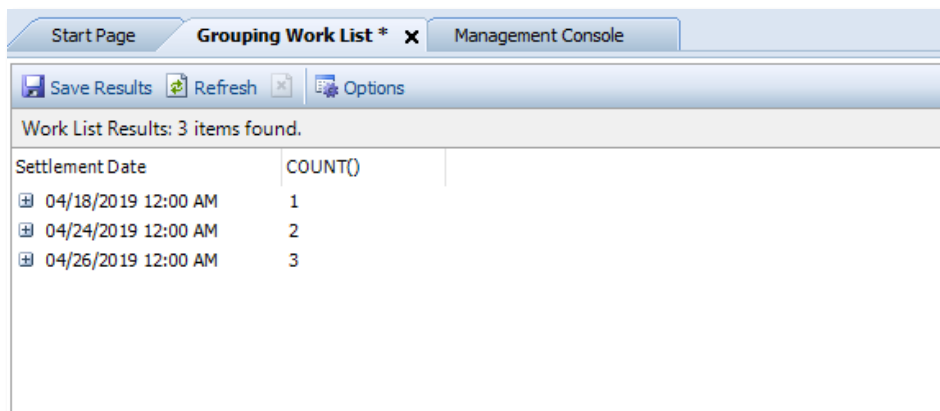 Start Page Grouping Work List * Management Console
Save Results Refresh Options
Work List Results: 3 items found.
Settlement Date COUNT()
04/18/2019 12:00 AM 1
04/24/2019 12:00 AM 2
04/26/2019 12:00 AM 3